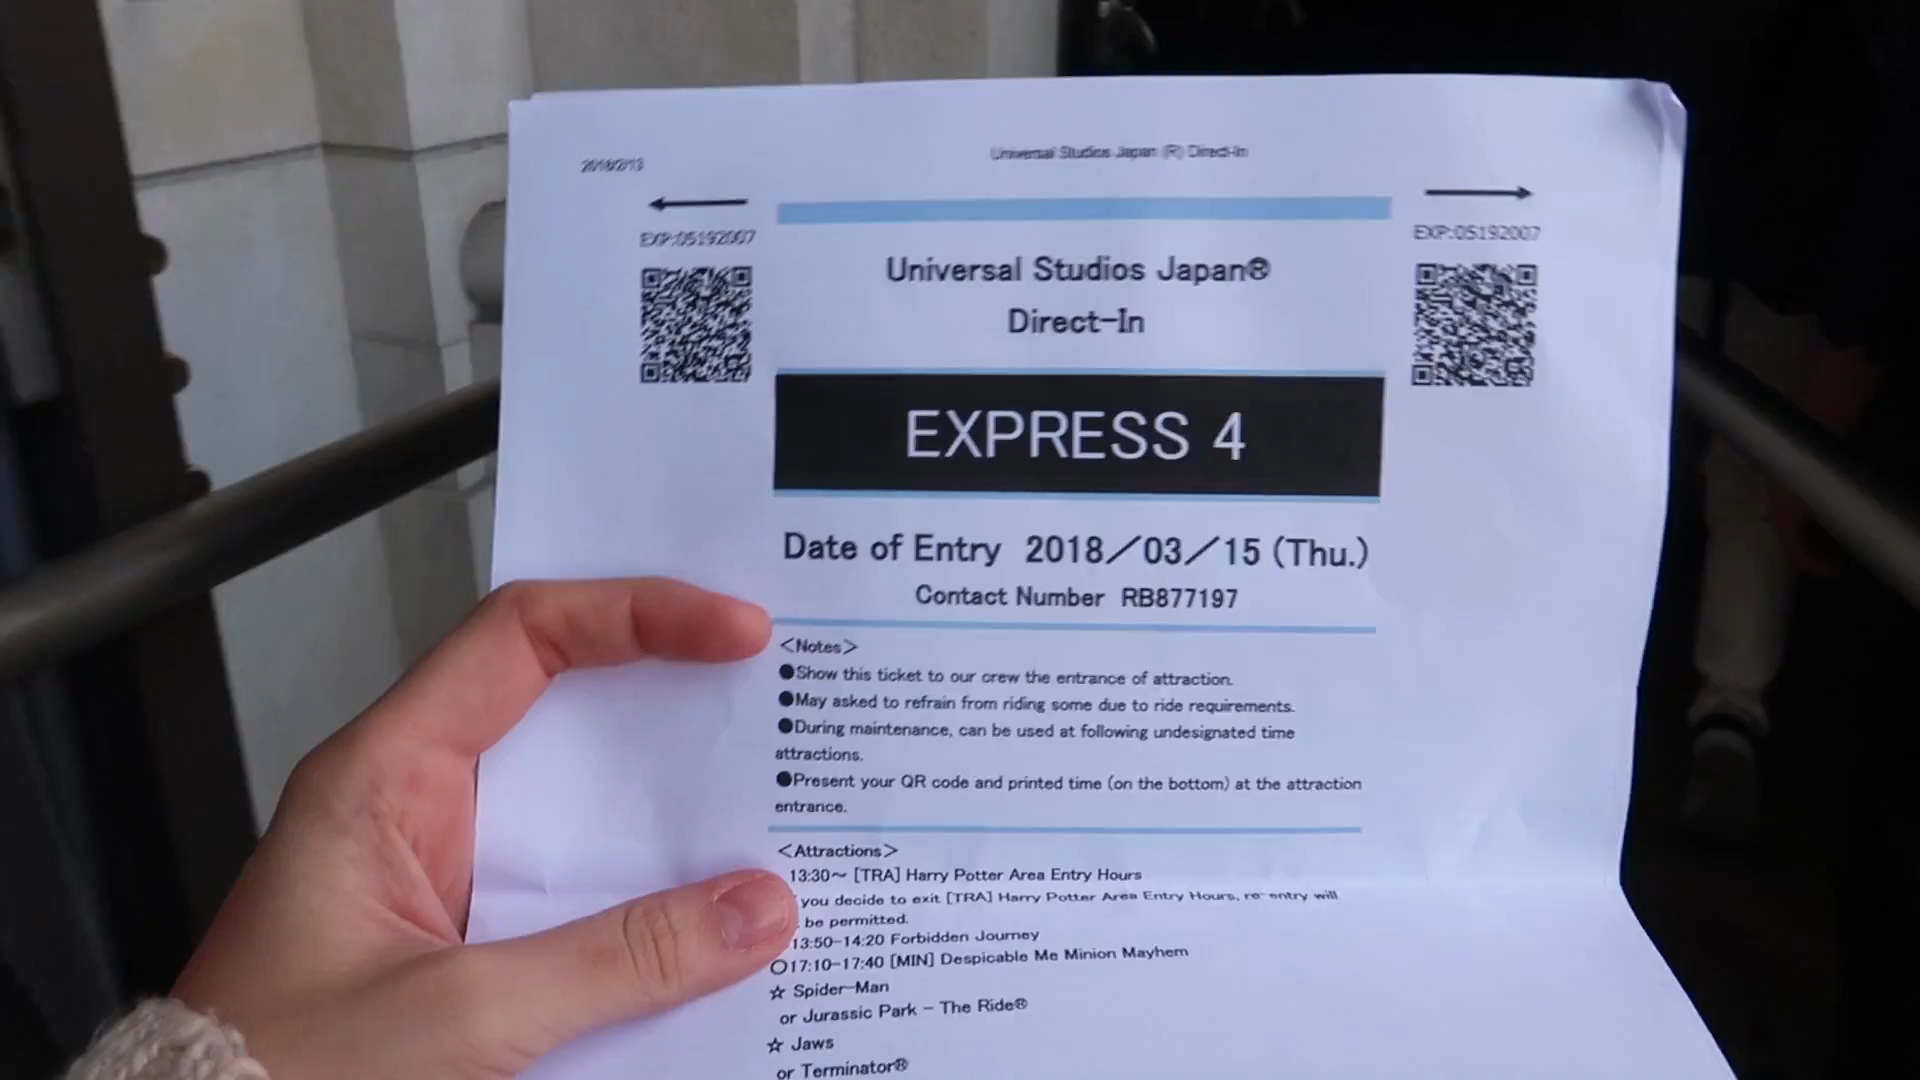 2018/2/13
Universal Studios Japan (R) Direct-In
EXP:05192007
EXP:05192007
Universal Studios Japan®
Direct-In
EXPRESS 4
Date of Entry 2018/03/15 (Thu.)
Contact Number RB877197
<Notes>
●Show this ticket to our crew the entrance of attraction.
●May asked to refrain from riding some due to ride requirements.
●During maintenance, can be used at following undesignated time
attractions.
●Present your QR code and printed time (on the bottom) at the attraction
entrance.
<Attractions>
13:30~ [TRA] Harry Potter Area Entry Hours
you decide to exit [TRA] Harry Potter Area Entry Hours, re-entry will
be permitted.
13:50-14:20 Forbidden Journey
○17:10-17:40 [MIN] Despicable Me Minion Mayhem
☆ Spider-Man
or Jurassic Park - The Ride®
☆ Jaws
or Terminator®